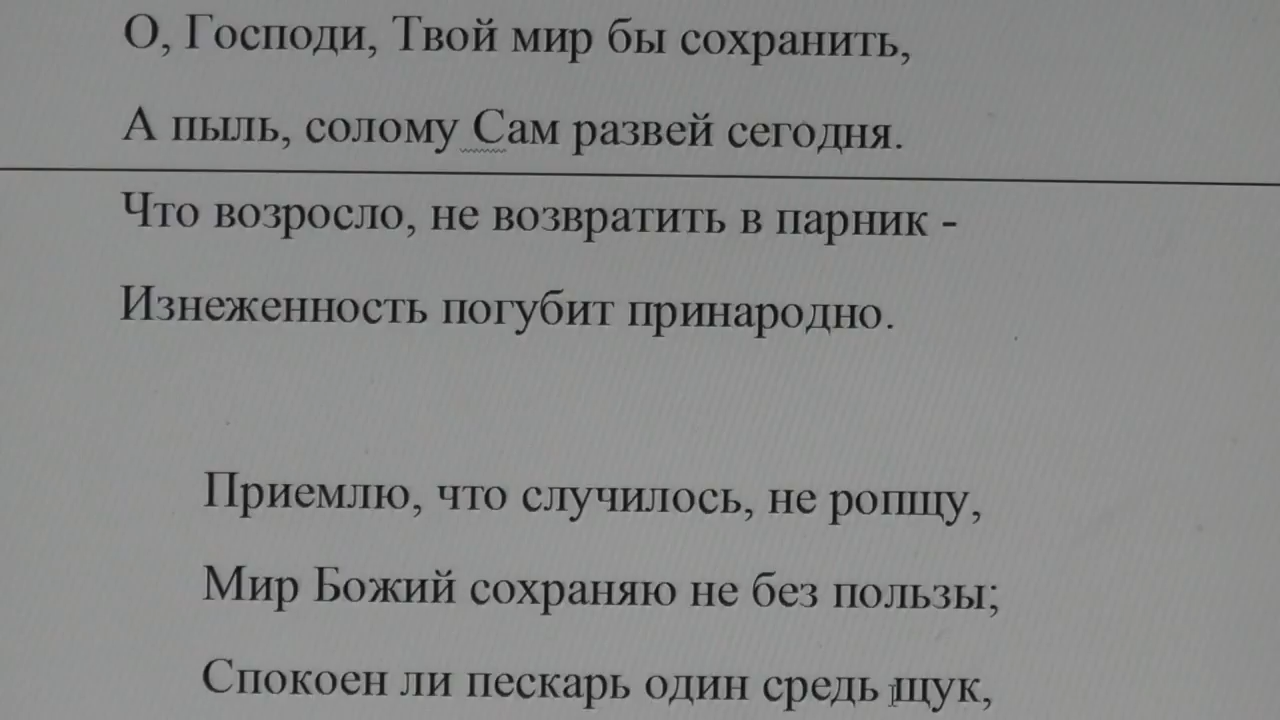 О, Господи, Твой мир бы сохранить,
А пыль, солому Сам развей сегодня.
Что возросло, не возвратить в парник -
Изнеженность погубит принародно.
Приемлю, что случилось, не ропщу,
Мир Божий сохраняю не без пользы;
Спокоен ли пескарь один средь щук,